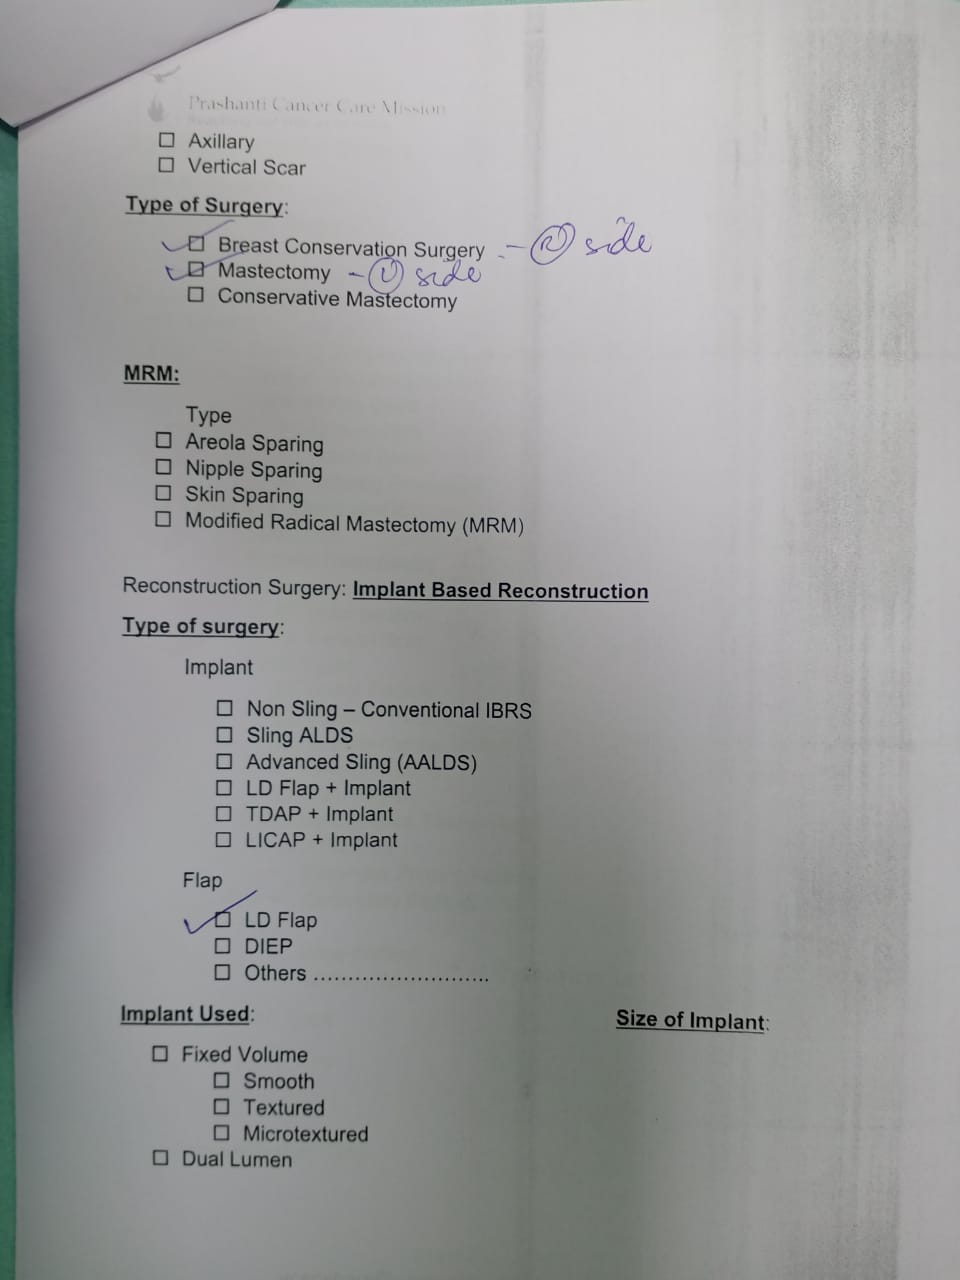 Prashanti Cancer Care Mission
☐ Axillary
☐ Vertical Scar
Type of Surgery:
☑ Breast Conservation Surgery - Ⓡ side
☑ Mastectomy - Ⓛ side
☐ Conservative Mastectomy
MRM:
Type
☐ Areola Sparing
☐ Nipple Sparing
☐ Skin Sparing
☐ Modified Radical Mastectomy (MRM)
Reconstruction Surgery: Implant Based Reconstruction
Type of surgery:
Implant
☐ Non Sling – Conventional IBRS
☐ Sling ALDS
☐ Advanced Sling (AALDS)
☐ LD Flap + Implant
☐ TDAP + Implant
☐ LICAP + Implant
Flap
☑ LD Flap
☐ DIEP
☐ Others ..........................
Implant Used: Size of Implant:
☐ Fixed Volume
☐ Smooth
☐ Textured
☐ Microtextured
☐ Dual Lumen